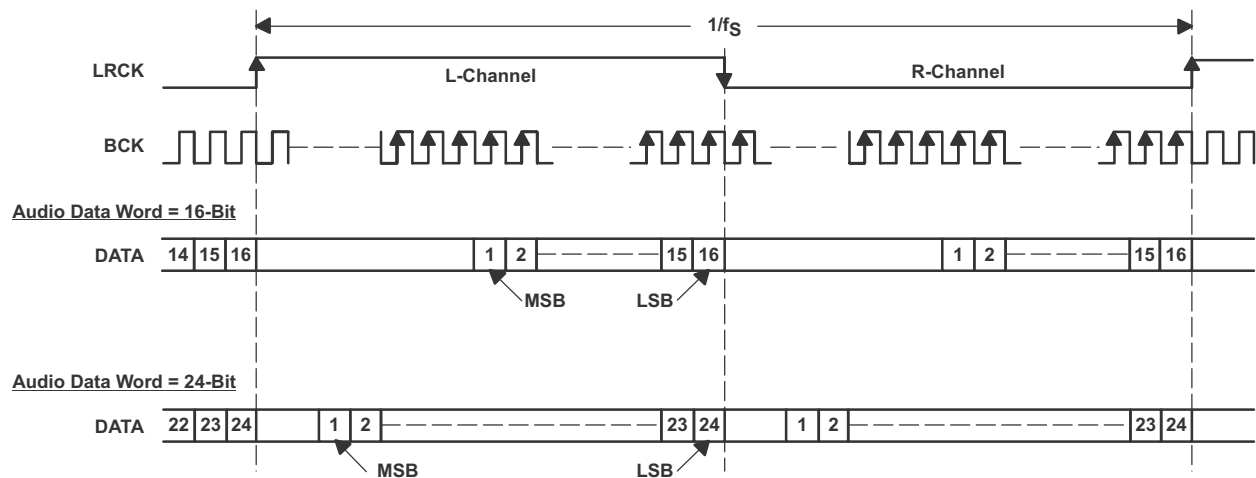 1/fS
LRCK L-Channel R-Channel
BCK
Audio Data Word = 16-Bit
DATA 14 15 16 1 2 15 16 1 2 15 16
MSB LSB
Audio Data Word = 24-Bit
DATA 22 23 24 1 2 23 24 1 2 23 24
MSB LSB